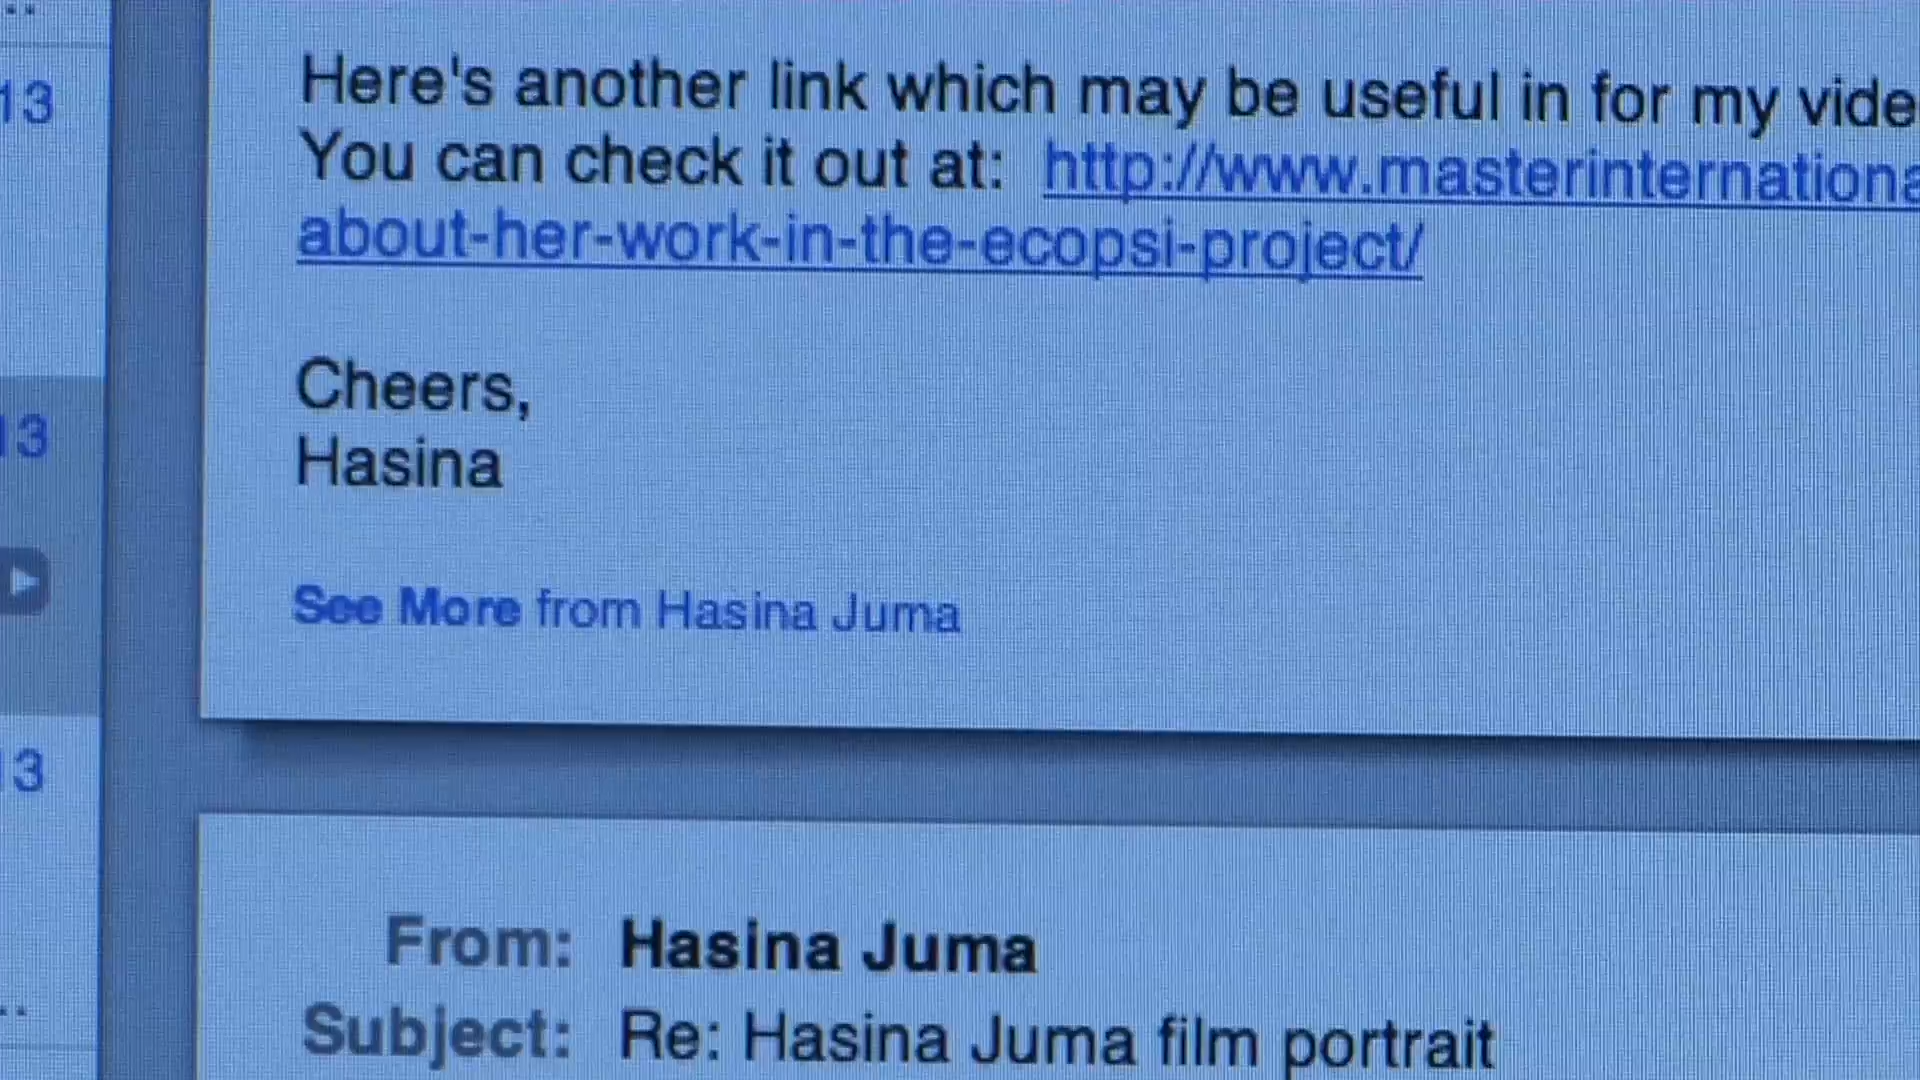 13
Here's another link which may be useful in for my vide
You can check it out at: http://www.masterinternationa
about-her-work-in-the-ecopsi-project/
Cheers,
13
Hasina
See More from Hasina Juma
13
From: Hasina Juma
Subject: Re: Hasina Juma film portrait